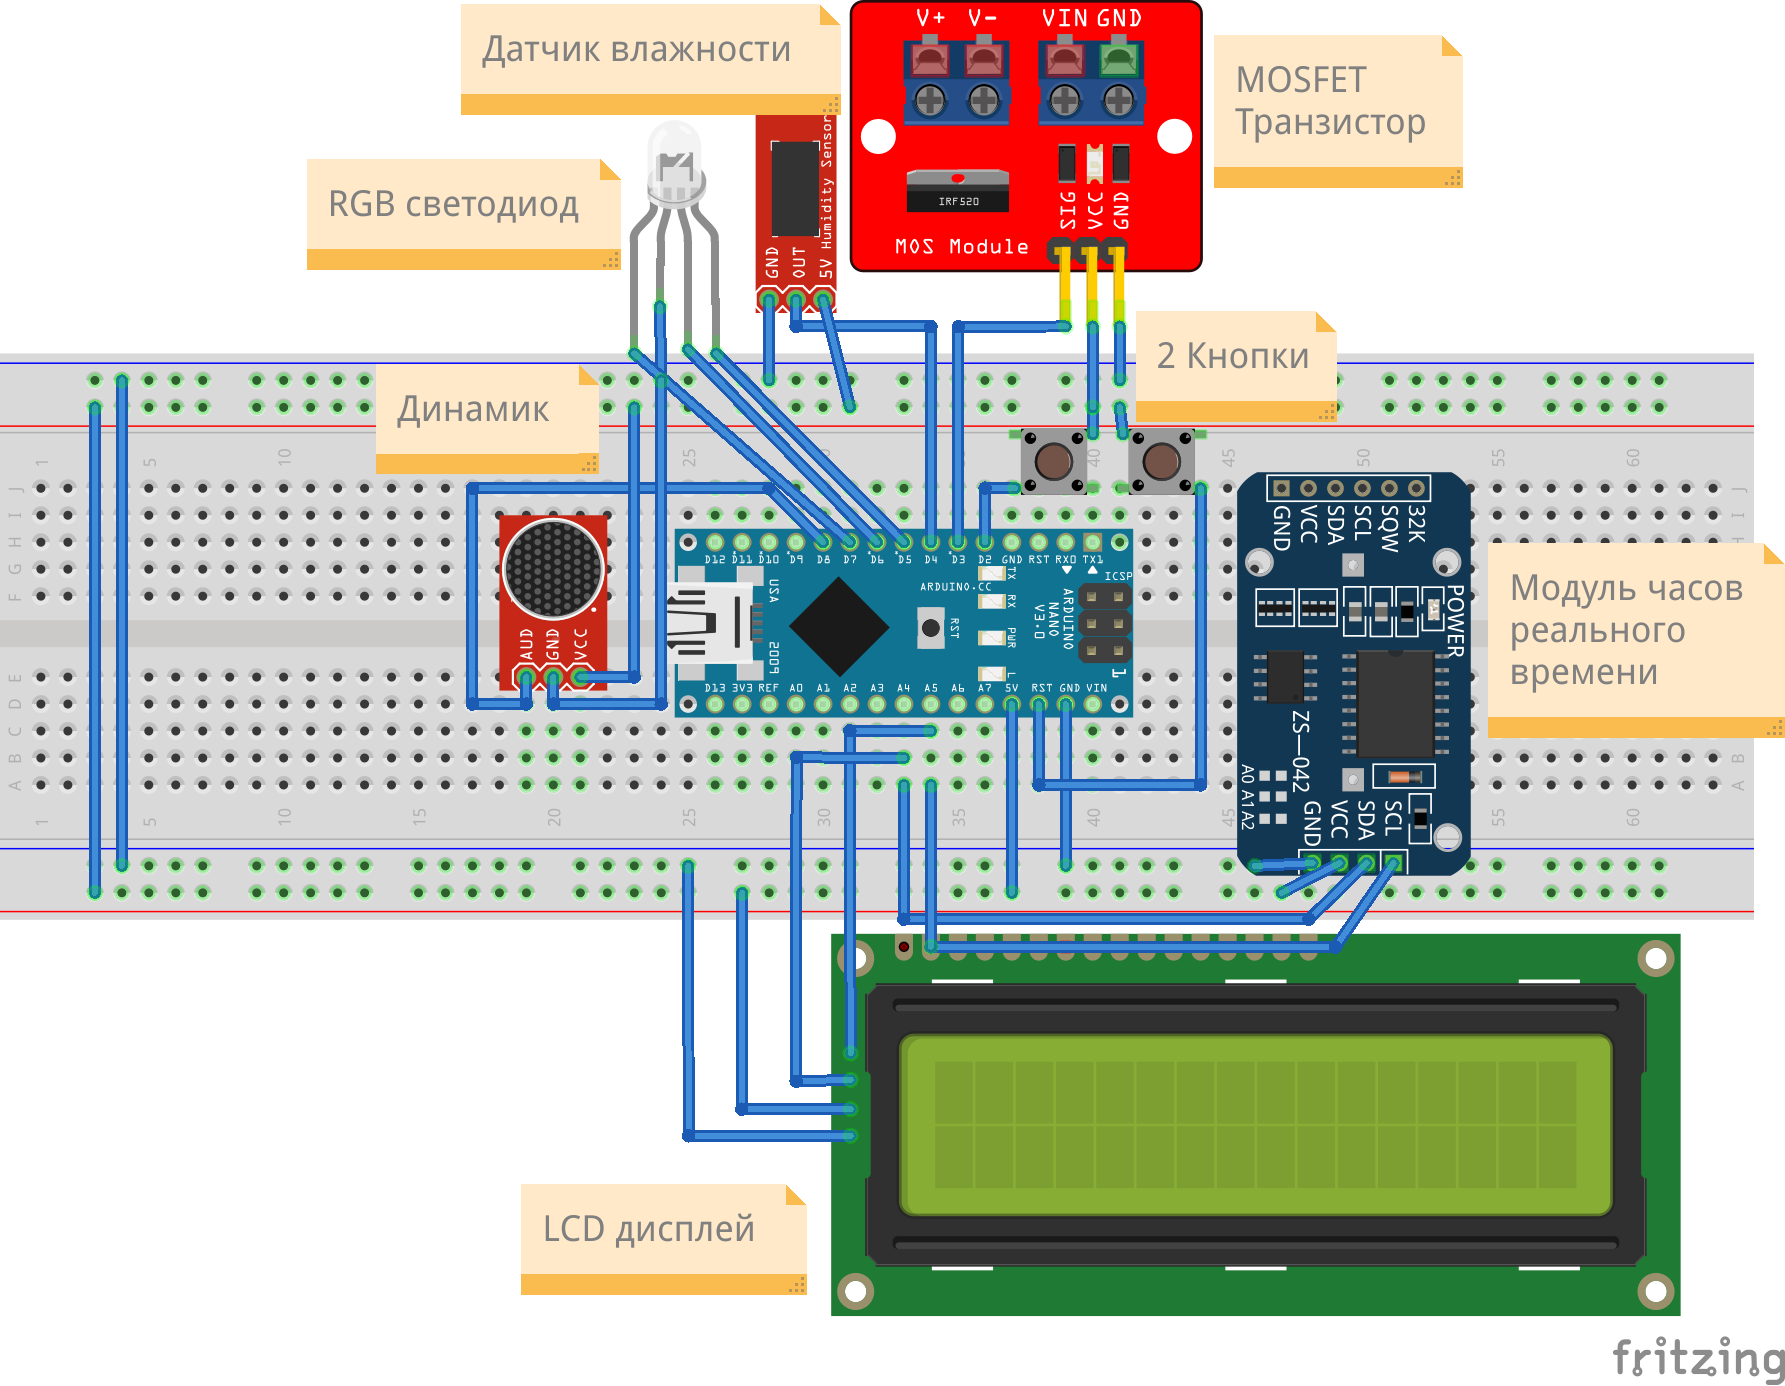 Датчик влажности
V+ V-
VIN GND
MOSFET
Транзистор
RGB светодиод
Humidity Sensor
GND
OUT
5V
IRF520
SIG
VCC
GND
MOS Module
2 Кнопки
Динамик
1 5 10 25 40 45 50 55 60
J
I
H
G
F
E
D
C
B
A
J
I
H
B
A
AUD
GND
VCC
D12 D11 D10 D9 D8 D7 D6 D5 D4 D3 D2 GND RST RX0 TX1
USA
ARDUINO.CC
TX
RX
PWR
L
RST
ICSP
ARDUINO
NANO
V3.0
1
2009
D13 3V3 REF A0 A1 A2 A3 A4 A5 A6 A7 5V RST GND VIN
GND
VCC
SDA
SCL
SQW
32K
POWER
ZS-042
A0 A1 A2
GND
VCC
SDA
SCL
Модуль часов
реального
времени
1 5 10 15 20 25 30 35 40 45 55 60
LCD дисплей
fritzing